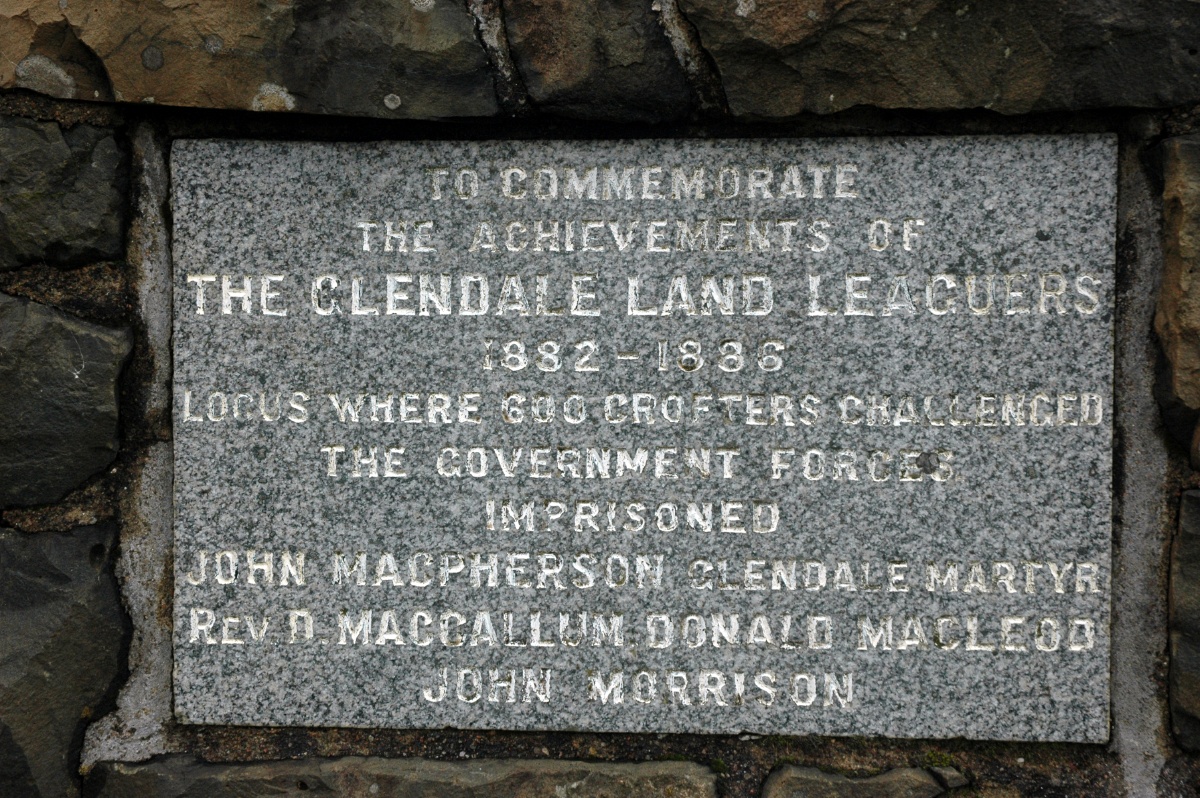 TO COMMEMORATE
THE ACHIEVEMENTS OF
THE GLENDALE LAND LEAGUERS
1882-1886
LOCUS WHERE 600 CROFTERS CHALLENGED
THE GOVERNMENT FORCES
IMPRISONED
JOHN MACPHERSON GLENDALE MARTYR
REV D. MACCALLUM, DONALD MACLEOD
JOHN MORRISON